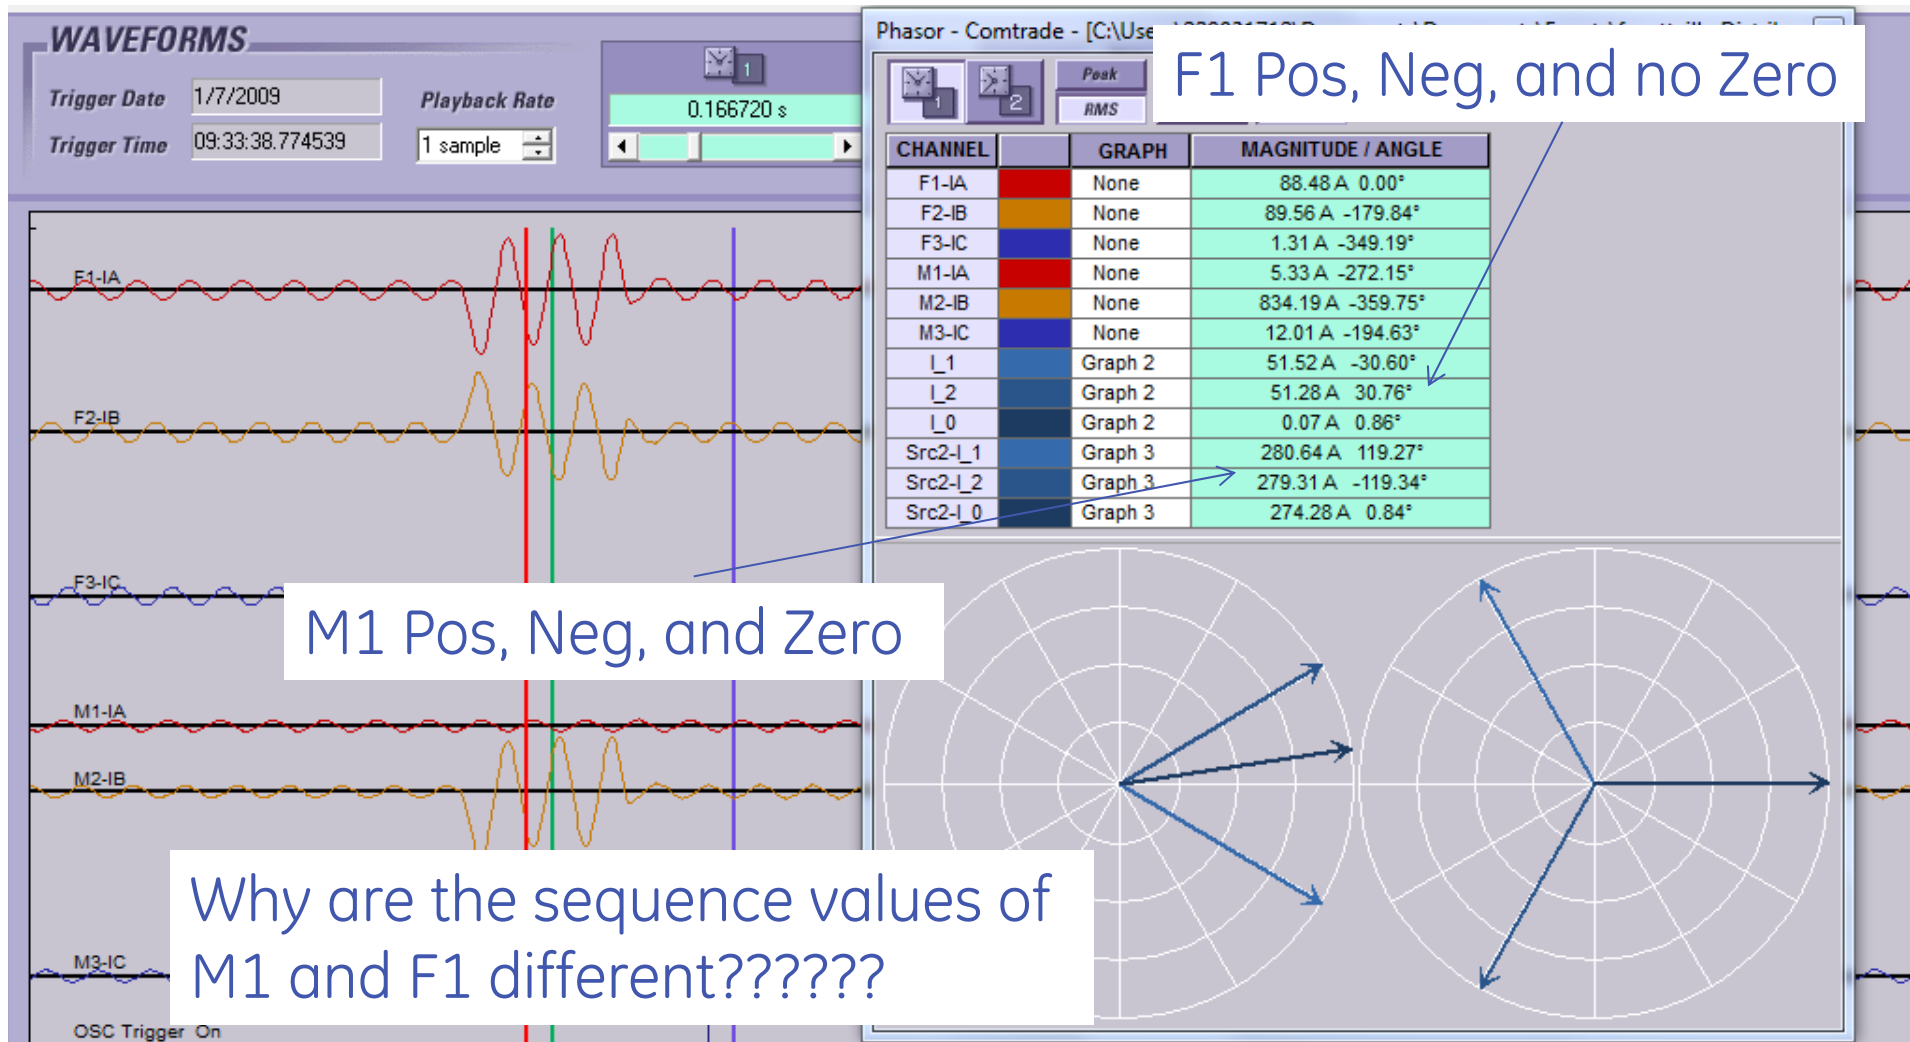 WAVEFORMS
Trigger Date 1/7/2009
Trigger Time 09:33:38.774539
Playback Rate
1 sample
1
0.166720 s
Phasor - Comtrade - [C:\Use
1
2
Peak
RMS
F1 Pos, Neg, and no Zero
CHANNEL GRAPH MAGNITUDE / ANGLE
F1-IA None 88.48 A 0.00°
F2-IB None 89.56 A -179.84°
F3-IC None 1.31 A -349.19°
M1-IA None 5.33 A -272.15°
M2-IB None 834.19 A -359.75°
M3-IC None 12.01 A -194.63°
I_1 Graph 2 51.52 A -30.60°
I_2 Graph 2 51.28 A 30.76°
I_0 Graph 2 0.07 A 0.86°
Src2-I_1 Graph 3 280.64 A 119.27°
Src2-I_2 Graph 3 279.31 A -119.34°
Src2-I_0 Graph 3 274.28 A 0.84°
F1-IA
F2-IB
F3-IC
M1 Pos, Neg, and Zero
M1-IA
M2-IB
Why are the sequence values of
M1 and F1 different??????
M3-IC
OSC Trigger On